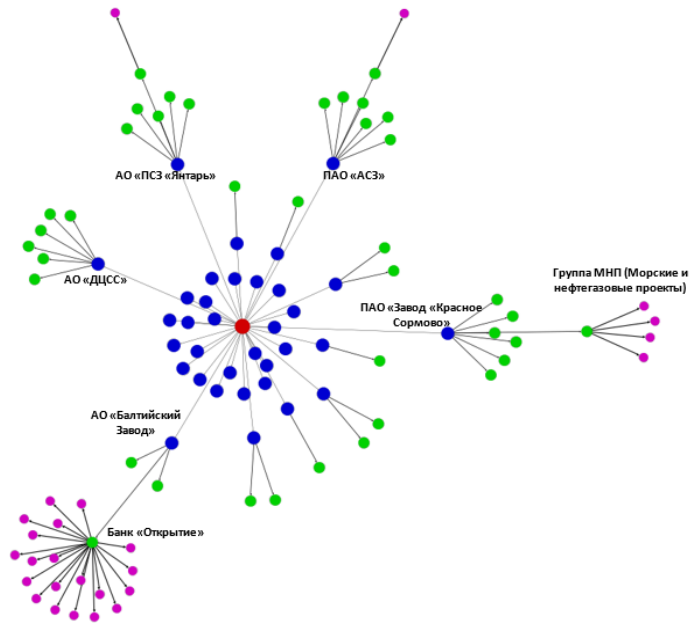 АО «ПСЗ «Янтарь»
ПАО «АСЗ»
АО «ДЦСС»
Группа МНП (Морские и
нефтегазовые проекты)
ПАО «Завод «Красное
Сормово»
АО «Балтийский
Завод»
Банк «Открытие»